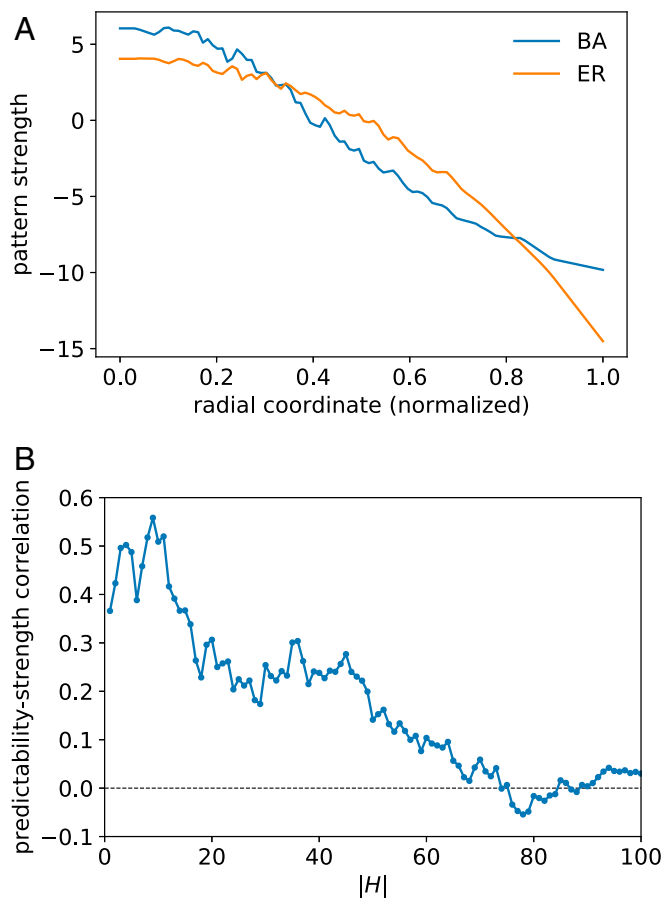 A
5
0
−5
−10
−15
pattern strength
BA
ER
0.0 0.2 0.4 0.6 0.8 1.0
radial coordinate (normalized)
B
0.6
0.5
0.4
0.3
0.2
0.1
0.0
−0.1
predictability-strength correlation
0 20 40 60 80 100
|H|